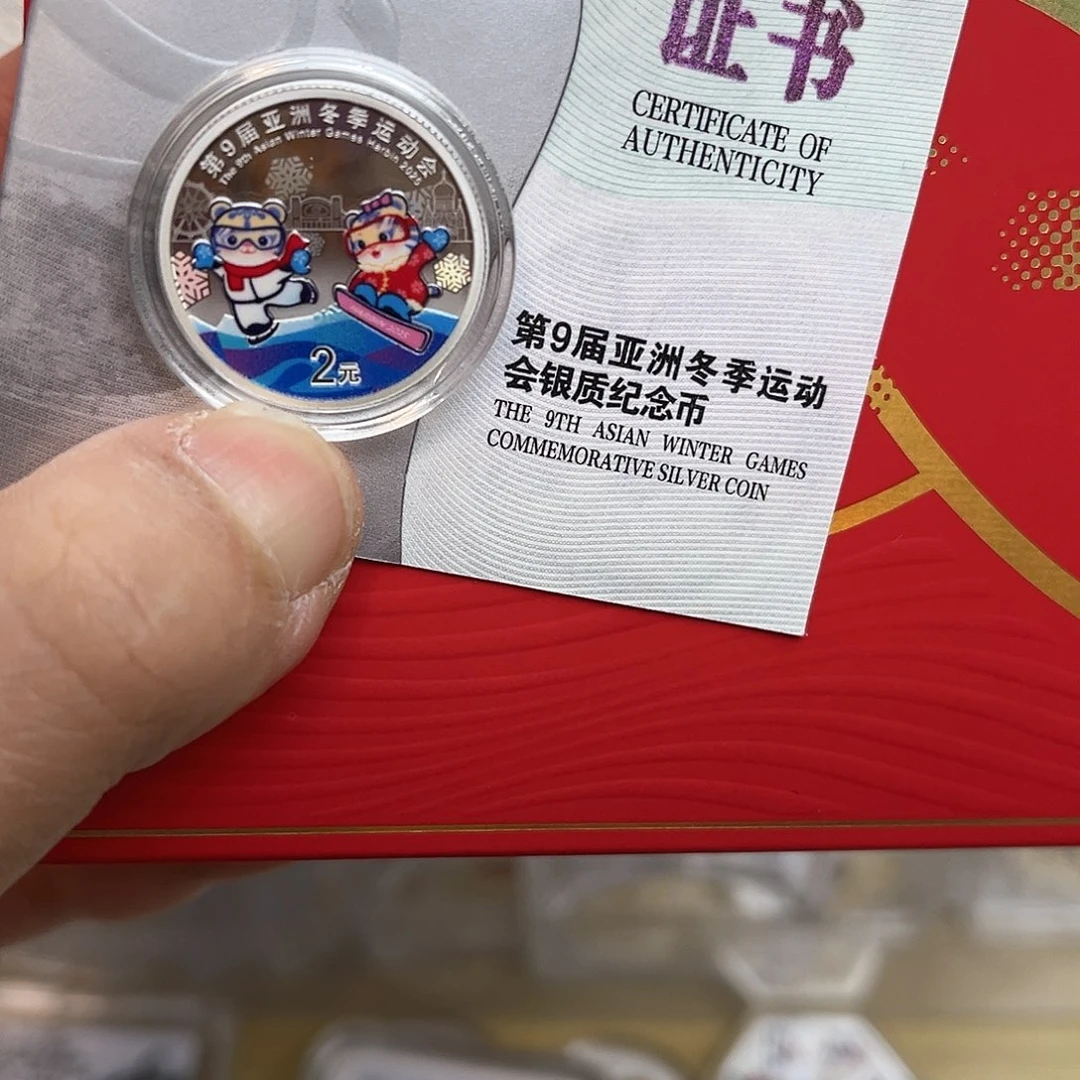 第9届亚洲冬季运动会
The 9th Asian Winter Games Harbin 2025
2元
证书
CERTIFICATE OF
AUTHENTICITY
第9届亚洲冬季运动
会银质纪念币
THE 9TH ASIAN WINTER GAMES
COMMEMORATIVE SILVER COIN